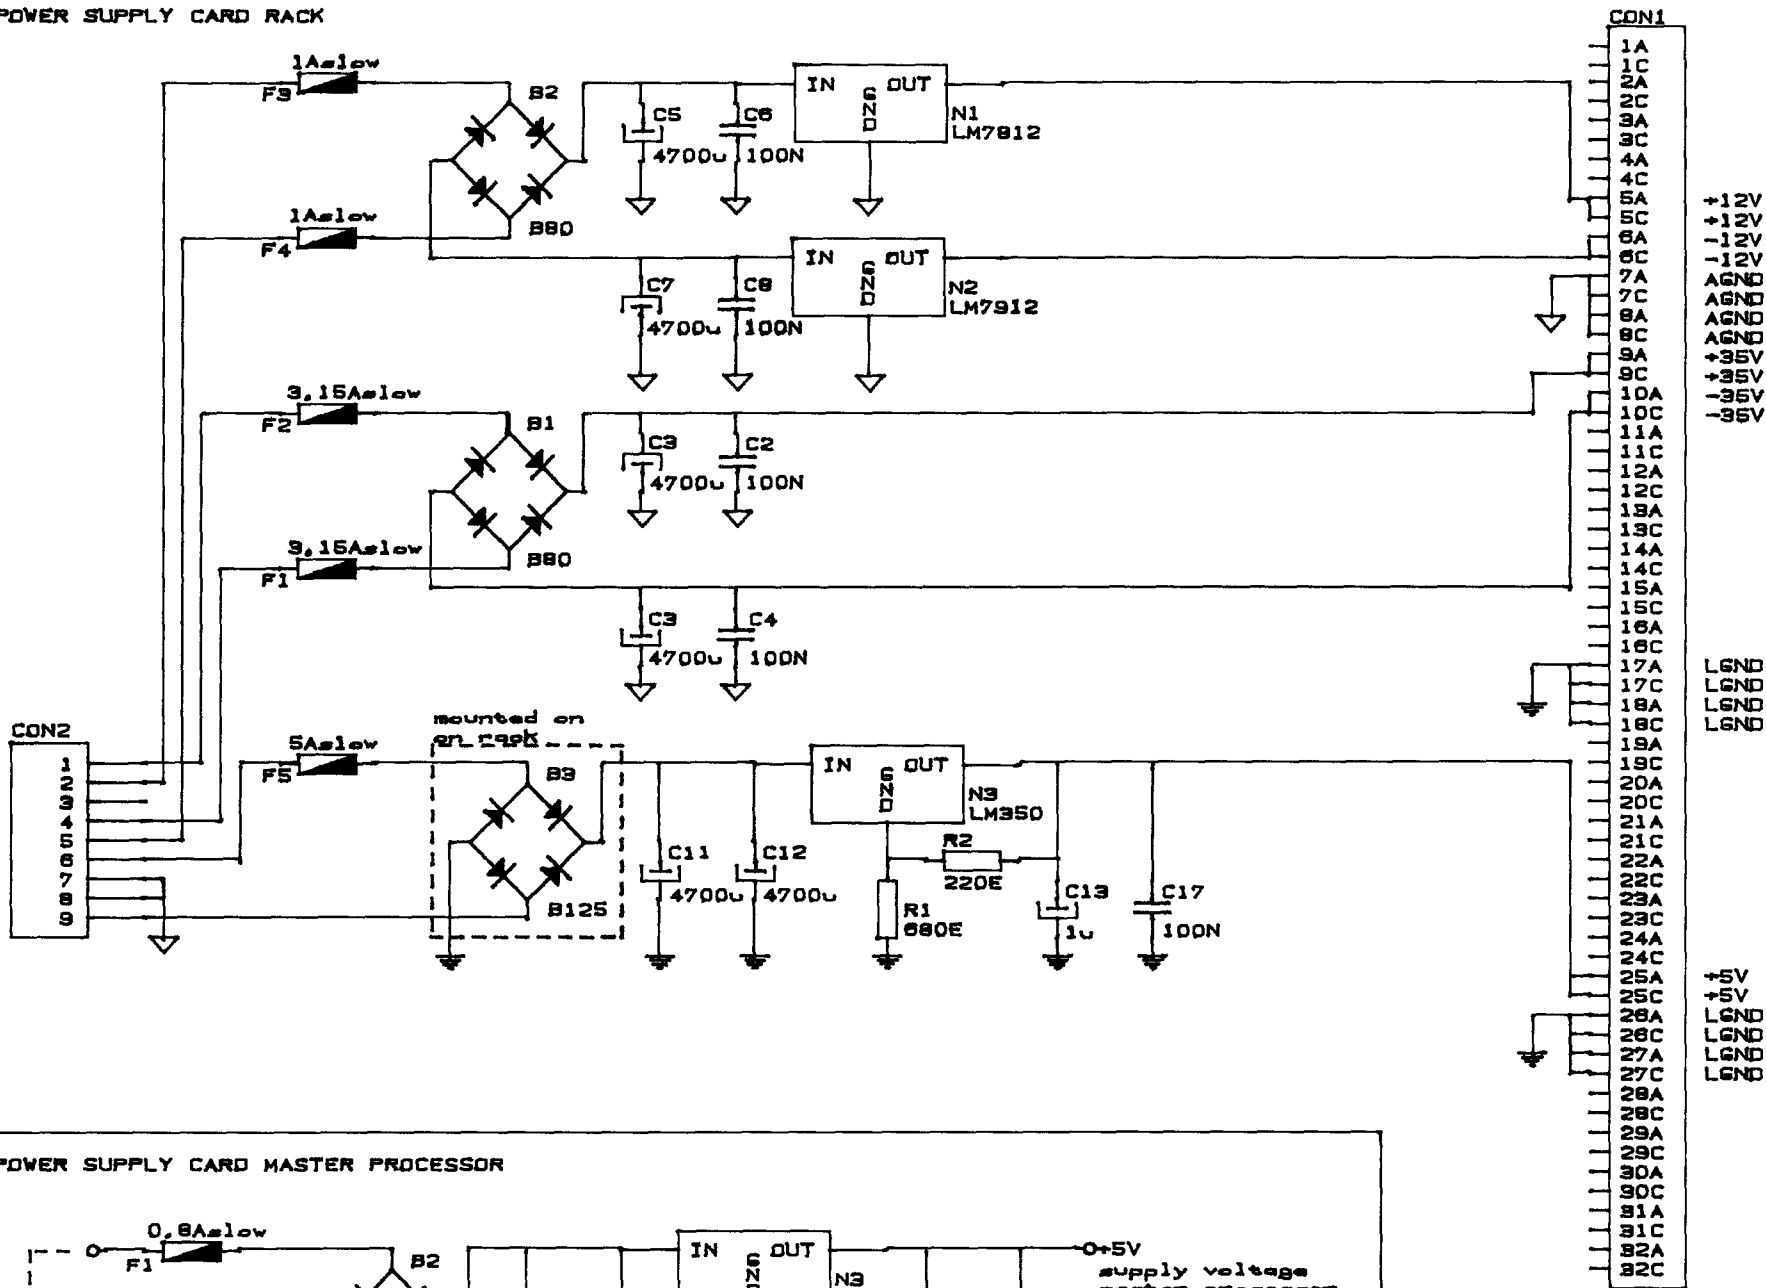 POWER SUPPLY CARD RACK
CON1
1Aslow
F3
B2
B80
1Aslow
F4
C5
4700u
C6
100N
IN OUT
GND
N1
LM7812
C7
4700u
C8
100N
IN OUT
GND
N2
LM7912
3,15Aslow
F2
B1
B80
3,15Aslow
F1
C3
4700u
C2
100N
C3
4700u
C4
100N
CON2
1
2
3
4
5
6
7
8
9
5Aslow
F5
mounted on
on rack
B3
B125
C11
4700u
C12
4700u
IN OUT
GND
N3
LM350
R2
220E
R1
680E
C13
1u
C17
100N
1A
1C
2A
2C
3A
3C
4A
4C
5A +12V
5C +12V
6A -12V
6C -12V
7A AGND
7C AGND
8A AGND
8C AGND
9A +35V
9C +35V
10A -35V
10C -35V
11A
11C
12A
12C
13A
13C
14A
14C
15A
15C
16A
16C
17A LGND
17C LGND
18A LGND
18C LGND
19A
19C
20A
20C
21A
21C
22A
22C
23A
23C
24A
24C
25A +5V
25C +5V
26A LGND
26C LGND
27A LGND
27C LGND
28A
28C
29A
29C
30A
30C
31A
31C
32A
32C
POWER SUPPLY CARD MASTER PROCESSOR
0,8Aslow
F1
B2
IN OUT
GND
N3
+5V
supply voltage